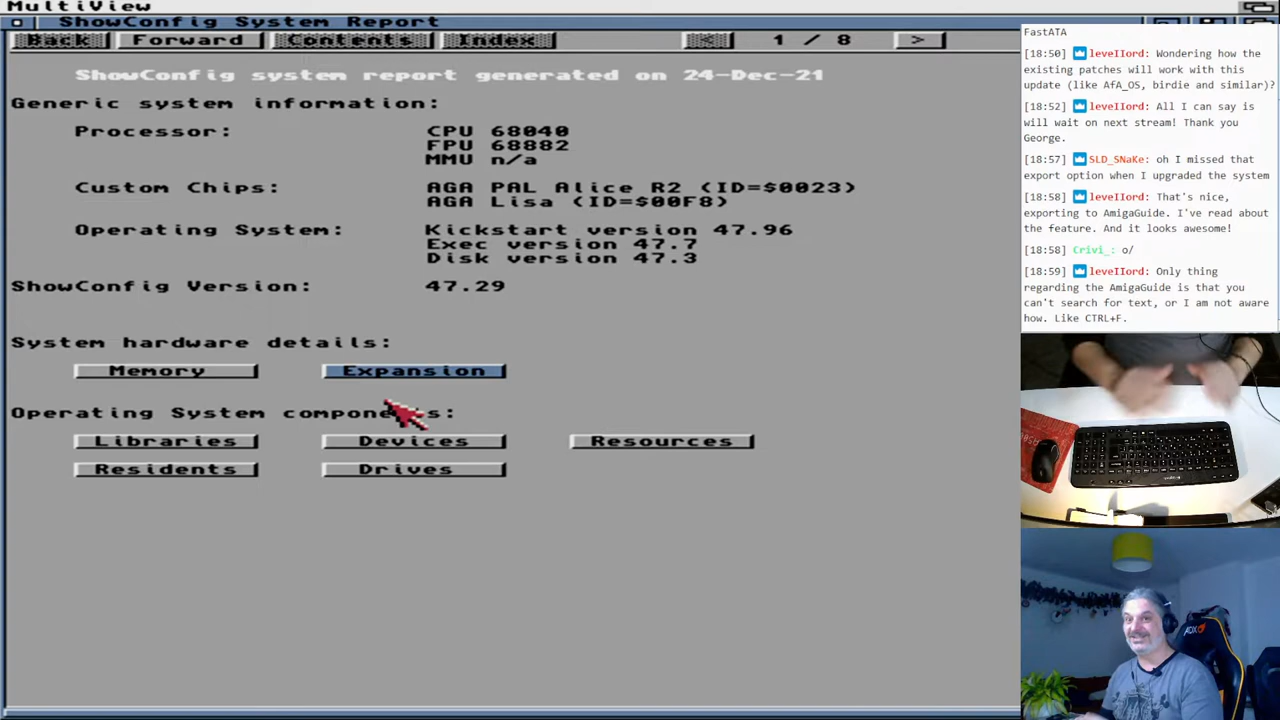 MultiView
ShowConfig System Report
Back Forward Contents Index < 1 / 8 >
ShowConfig system report generated on 24-Dec-21
Generic system information:
Processor: CPU 68040
FPU 68882
MMU n/a
Custom Chips: AGA PAL Alice R2 (ID=$0023)
AGA Lisa (ID=$00F8)
Operating System: Kickstart version 47.96
Exec version 47.7
Disk version 47.3
ShowConfig Version: 47.29
System hardware details:
Memory Expansion
Operating System components:
Libraries Devices Resources
Residents Drives
FastATA
[18:50] leveIIord: Wondering how the
existing patches will work with this
update (like AfA_OS, birdie and similar)?
[18:52] leveIIord: All I can say is
will wait on next stream! Thank you
George.
[18:57] SLD_SNaKe: oh I missed that
export option when I upgraded the system
[18:58] leveIIord: That's nice,
exporting to AmigaGuide. I've read about
the feature. And it looks awesome!
[18:58] Crivi_: o/
[18:59] leveIIord: Only thing
regarding the AmigaGuide is that you
can't search for text, or I am not aware
how. Like CTRL+F.